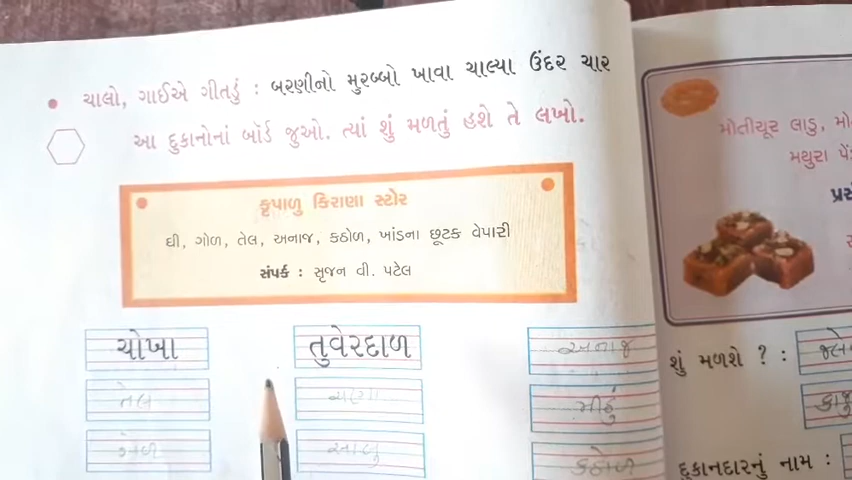 ચાલો, ગાઈએ ગીતડું : બરણીનો મુરબ્બો ખાવા ચાલ્યા ઉંદર ચાર
આ દુકાનોનાં બૉર્ડ જુઓ. ત્યાં શું મળતું હશે તે લખો.
કૃપાળુ કિરાણા સ્ટોર
ઘી, ગોળ, તેલ, અનાજ, કઠોળ, ખાંડના છૂટક વેપારી
સંપર્ક : સૃજન વી. પટેલ
ચોખા તુવેરદાળ અનાજ
તેલ ચણા મીઠું
ગોળ કઠોળ
મોતીચૂર લાડુ,
મથુરા
શું મળશે ? :
દુકાનદારનું નામ :